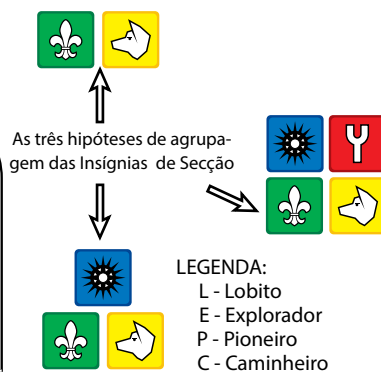 As três hipóteses de agrupa-
gem das Insígnias de Secção
LEGENDA:
L - Lobito
E - Explorador
P - Pioneiro
C - Caminheiro